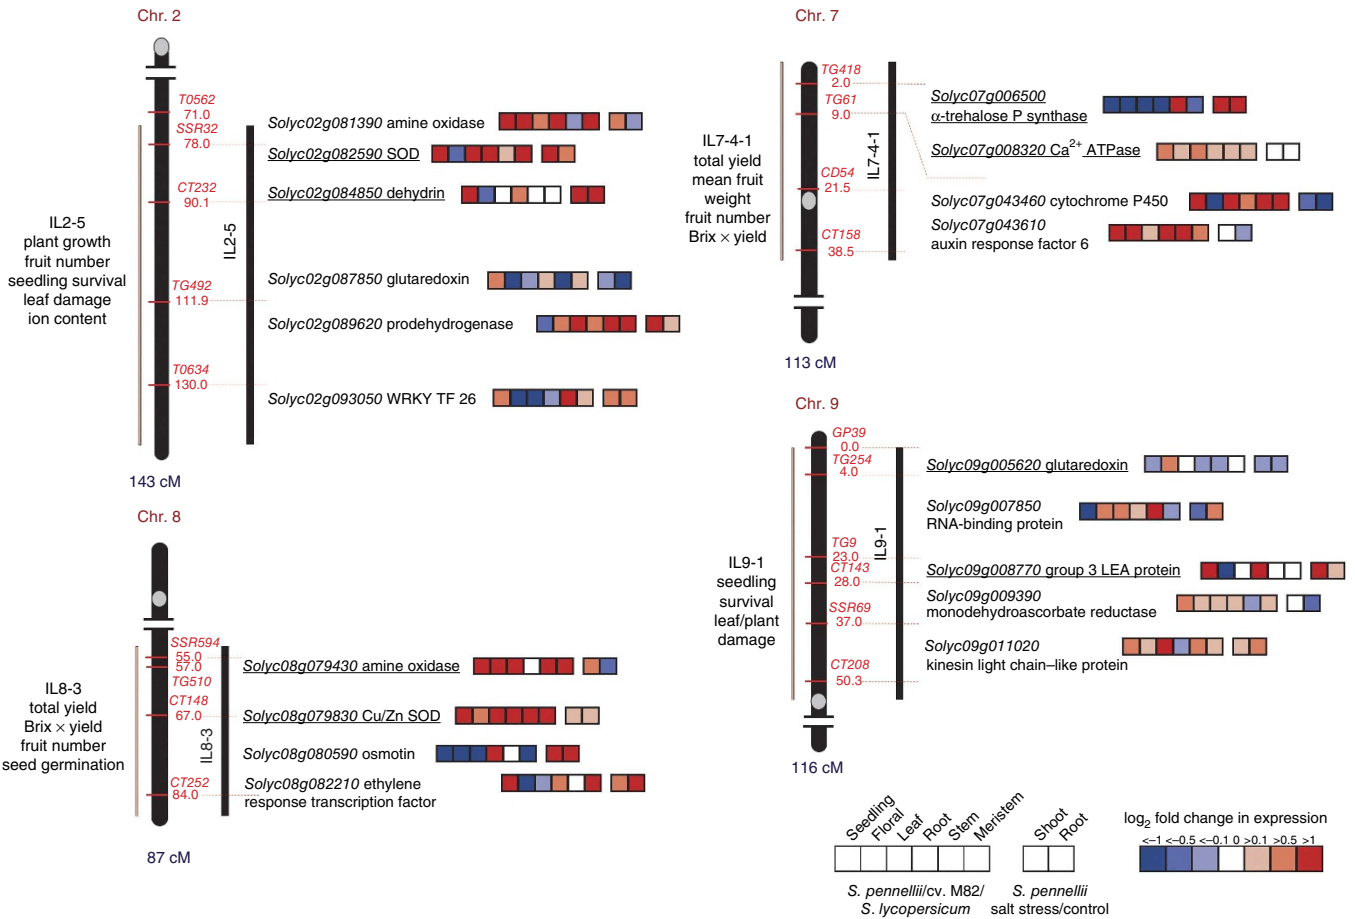 Chr. 2
T0562
71.0
SSR32
78.0
CT232
90.1
TG492
111.9
T0634
130.0
143 cM
IL2-5
plant growth
fruit number
seedling survival
leaf damage
ion content
IL2-5
Solyc02g081390 amine oxidase
Solyc02g082590 SOD
Solyc02g084850 dehydrin
Solyc02g087850 glutaredoxin
Solyc02g089620 prodehydrogenase
Solyc02g093050 WRKY TF 26
Chr. 7
TG418
2.0
TG61
9.0
CD54
21.5
CT158
38.5
113 cM
IL7-4-1
total yield
mean fruit
weight
fruit number
Brix × yield
IL7-4-1
Solyc07g006500
α-trehalose P synthase
Solyc07g008320 Ca2+ ATPase
Solyc07g043460 cytochrome P450
Solyc07g043610
auxin response factor 6
Chr. 8
SSR594
55.0
57.0
TG510
CT148
67.0
CT252
84.0
87 cM
IL8-3
total yield
Brix × yield
fruit number
seed germination
IL8-3
Solyc08g079430 amine oxidase
Solyc08g079830 Cu/Zn SOD
Solyc08g080590 osmotin
Solyc08g082210 ethylene
response transcription factor
Chr. 9
GP39
0.0
TG254
4.0
TG9
23.0
CT143
28.0
SSR69
37.0
CT208
50.3
116 cM
IL9-1
seedling
survival
leaf/plant
damage
IL9-1
Solyc09g005620 glutaredoxin
Solyc09g007850
RNA-binding protein
Solyc09g008770 group 3 LEA protein
Solyc09g009390
monodehydroascorbate reductase
Solyc09g011020
kinesin light chain–like protein
Seedling
Floral
Leaf
Root
Stem
Meristem
S. pennellii/cv. M82/
S. lycopersicum
Shoot
Root
S. pennellii
salt stress/control
log2 fold change in expression
<–1 <–0.5 <–0.1 0 >0.1 >0.5 >1